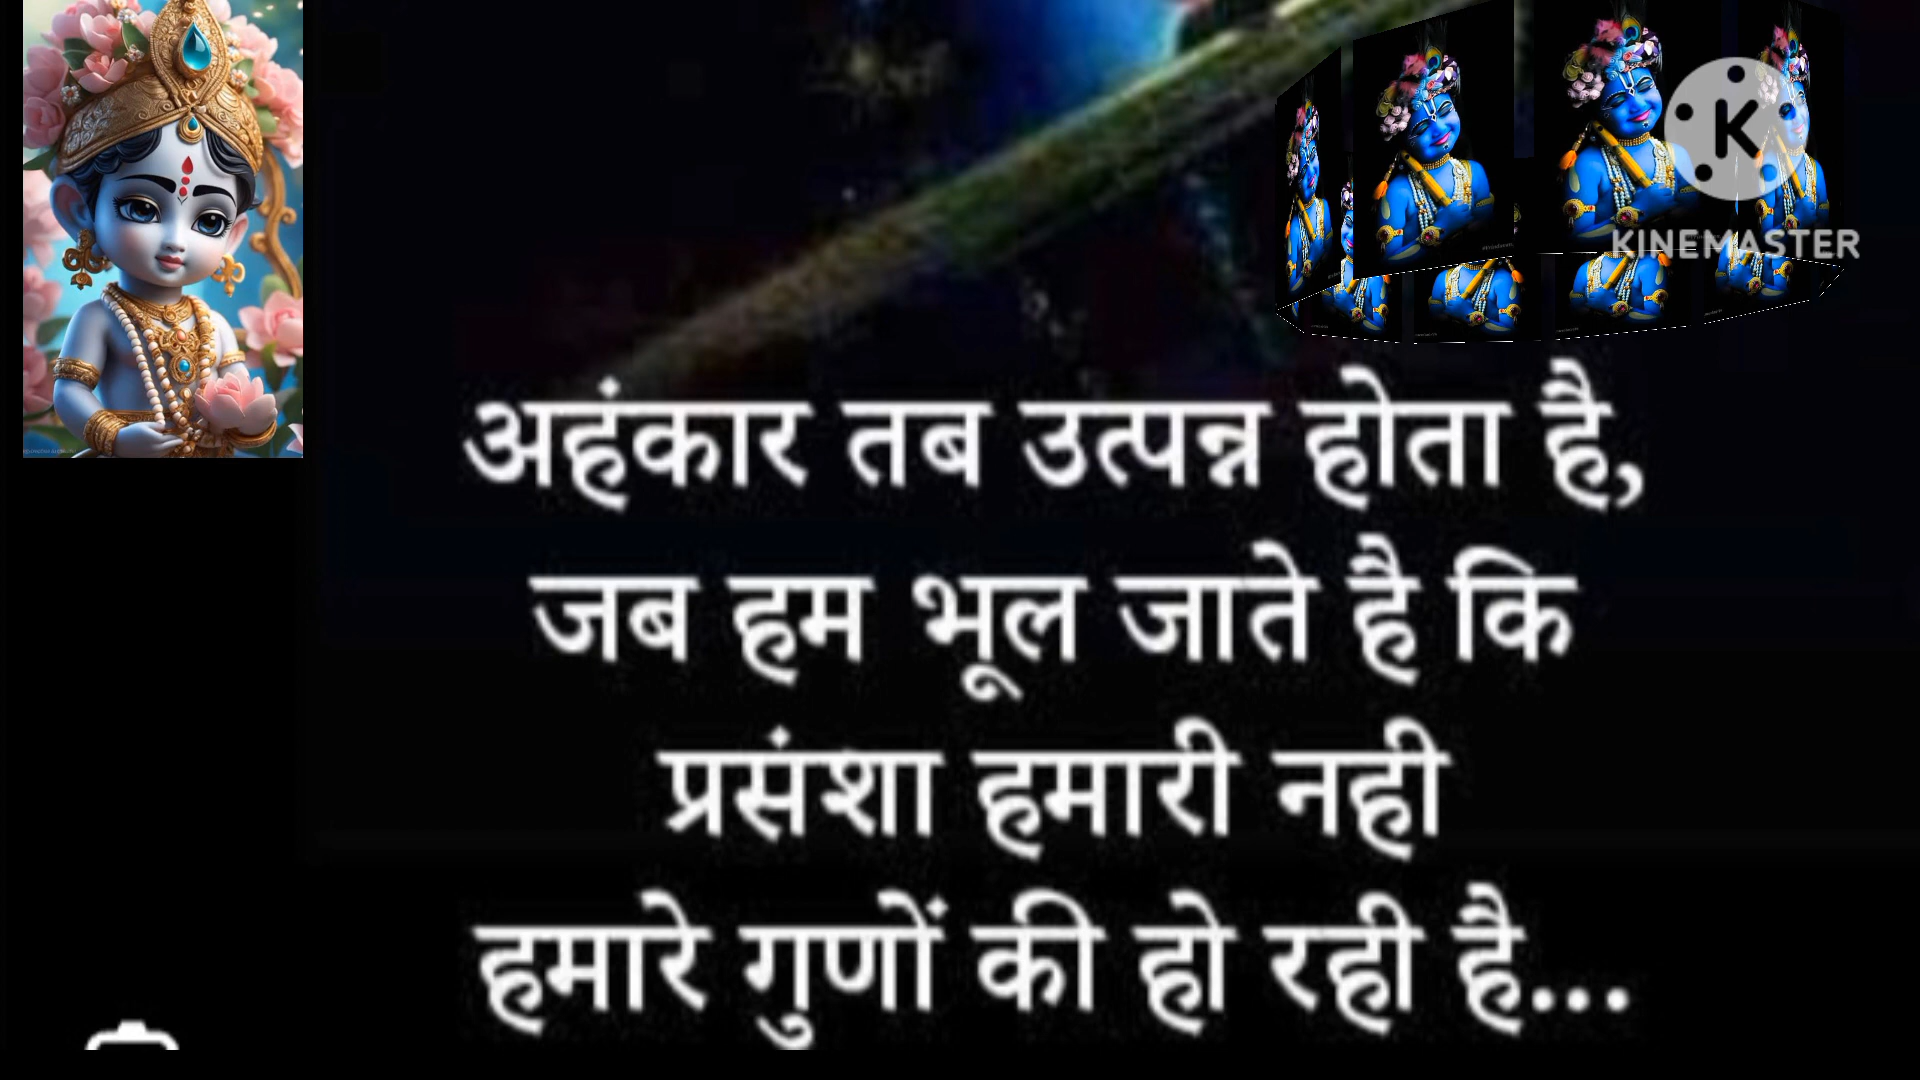 K
KINEMASTER
अहंकार तब उत्पन्न होता है,
जब हम भूल जाते है कि
प्रसंशा हमारी नही
हमारे गुणों की हो रही है...